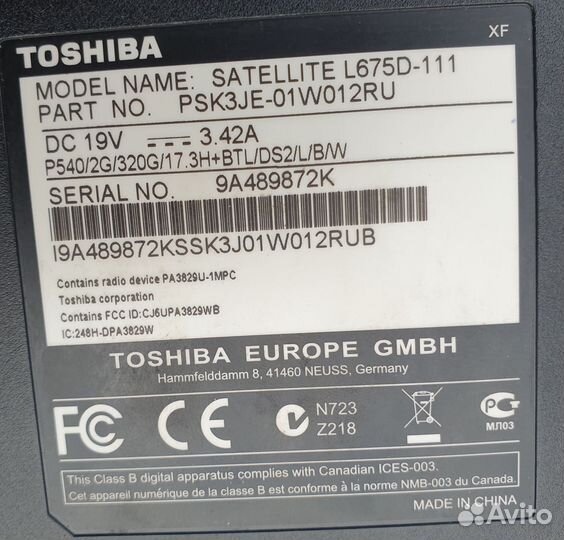 XF
TOSHIBA
MODEL NAME: SATELLITE L675D-111
PART NO. PSK3JE-01W012RU
DC 19V 3.42A
P540/2G/320G/17.3H+BTL/DS2/L/B/W
SERIAL NO. 9A489872K
I9A489872KSSK3J01W012RUB
Contains radio device PA3829U-1MPC
Toshiba corporation
Contains FCC ID:CJ6UPA3829WB
IC:248H-DPA3829W
TOSHIBA EUROPE GMBH
Hammfelddamm 8, 41460 NEUSS, Germany
FC CE N723
Z218
PG
МЛ03
This Class B digital apparatus complies with Canadian ICES-003.
Cet appareil numérique de la classe B est conforme à la norme NMB-003 du Canada.
MADE IN CHINA
Avito